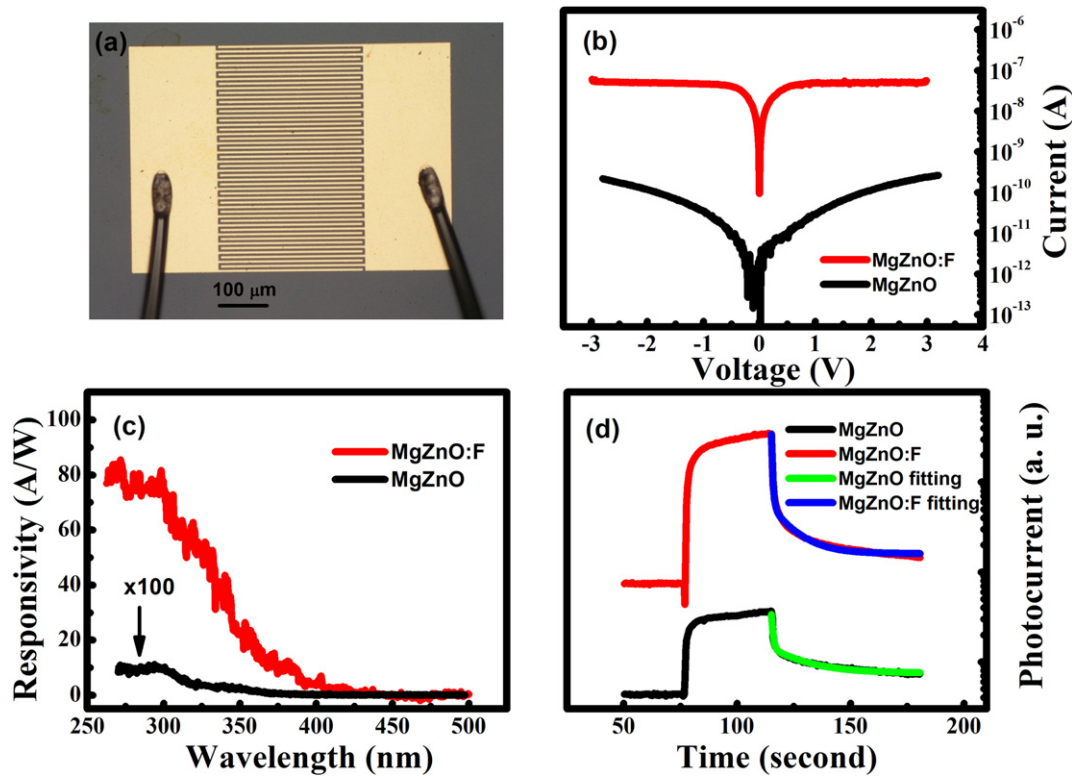 (a)
100 µm
(b)
10⁻⁶
10⁻⁷
10⁻⁸
10⁻⁹
10⁻¹⁰
10⁻¹¹
10⁻¹²
10⁻¹³
Current (A)
MgZnO:F
MgZnO
-3 -2 -1 0 1 2 3 4
Voltage (V)
(c)
100
80
60
40
20
0
Responsivity (A/W)
MgZnO:F
MgZnO
x100
250 300 350 400 450 500
Wavelength (nm)
(d)
MgZnO
MgZnO:F
MgZnO fitting
MgZnO:F fitting
Photocurrent (a. u.)
50 100 150 200
Time (second)